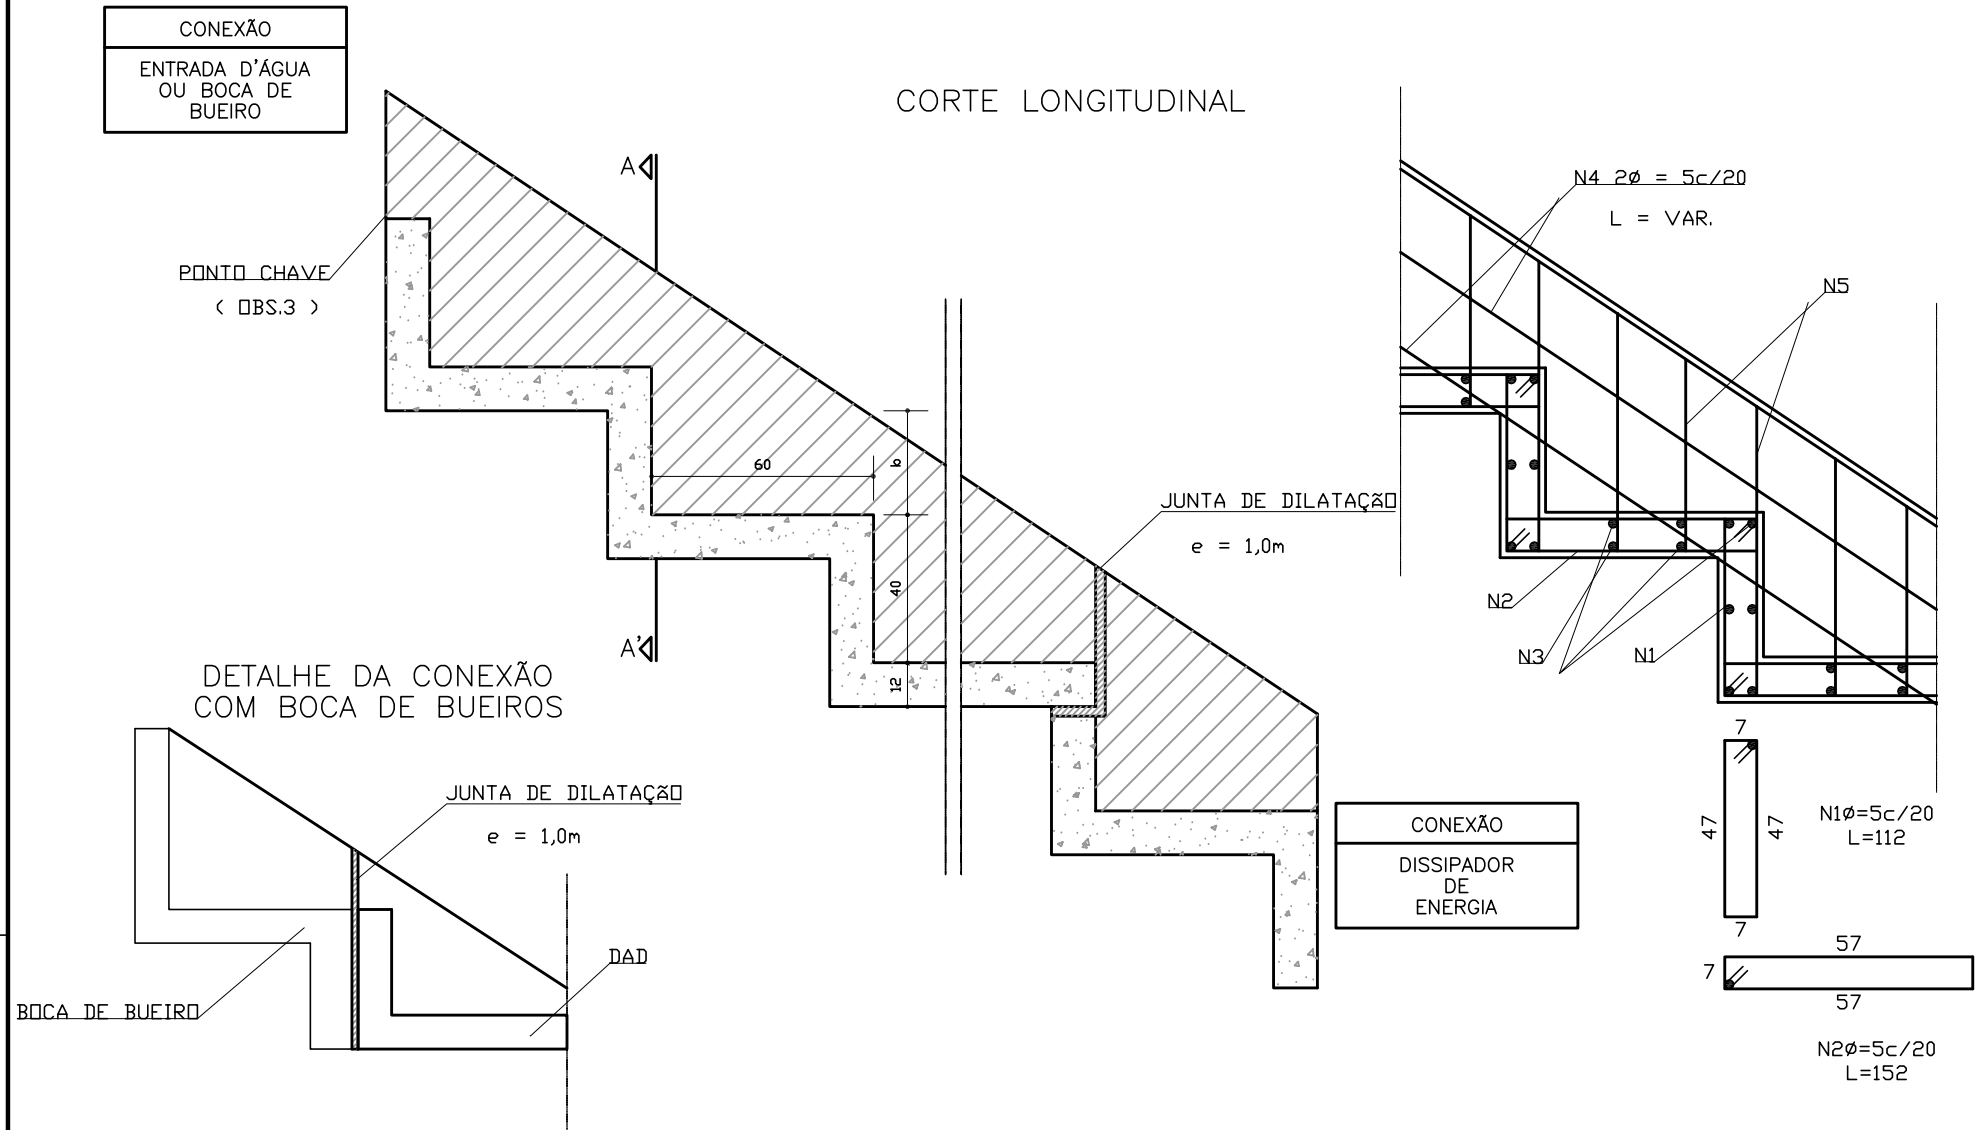 CONEXÃO
ENTRADA D'ÁGUA
OU BOCA DE
BUEIRO
CORTE LONGITUDINAL
A
N4 2ø = 5c/20
L = VAR.
PONTO CHAVE
( OBS.3 )
N5
b
60
JUNTA DE DILATAÇÃO
e = 1,0m
40
N2
N3
N1
A'
12
DETALHE DA CONEXÃO
COM BOCA DE BUEIROS
7
JUNTA DE DILATAÇÃO
e = 1,0m
CONEXÃO
DISSIPADOR
DE
ENERGIA
47
47
N1ø=5c/20
L=112
7
57
7
57
DAD
BOCA DE BUEIRO
N2ø=5c/20
L=152